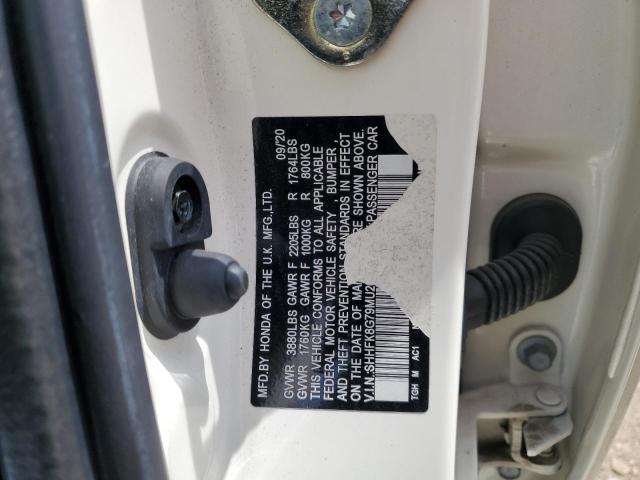 MFD.BY HONDA OF THE U.K. MFG.,LTD. 09/20
GVWR 3880LBS GAWR F 2205LBS R 1764LBS
GVWR 1760KG GAWR F 1000KG R 800KG
THIS VEHICLE CONFORMS TO ALL APPLICABLE
FEDERAL MOTOR VEHICLE SAFETY , BUMPER ,
AND THEFT PREVENTION STANDARDS IN EFFECT
ON THE DATE OF MAN RE SHOWN ABOVE.
V.I.N.:SHHFK8G79MU2 PASSENGER CAR
TGH M AC1